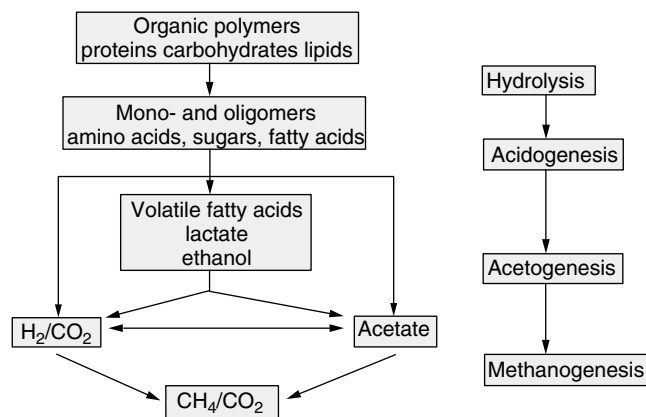 Organic polymers
proteins carbohydrates lipids
Mono- and oligomers
amino acids, sugars, fatty acids
Volatile fatty acids
lactate
ethanol
H₂/CO₂
Acetate
CH₄/CO₂
Hydrolysis
Acidogenesis
Acetogenesis
Methanogenesis